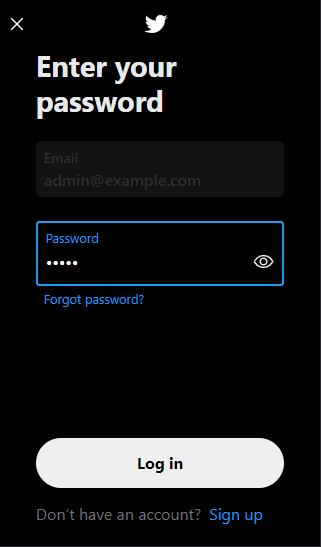 Enter your
password
Email
admin@example.com
Password
•••••
Forgot password?
Log in
Don't have an account? Sign up